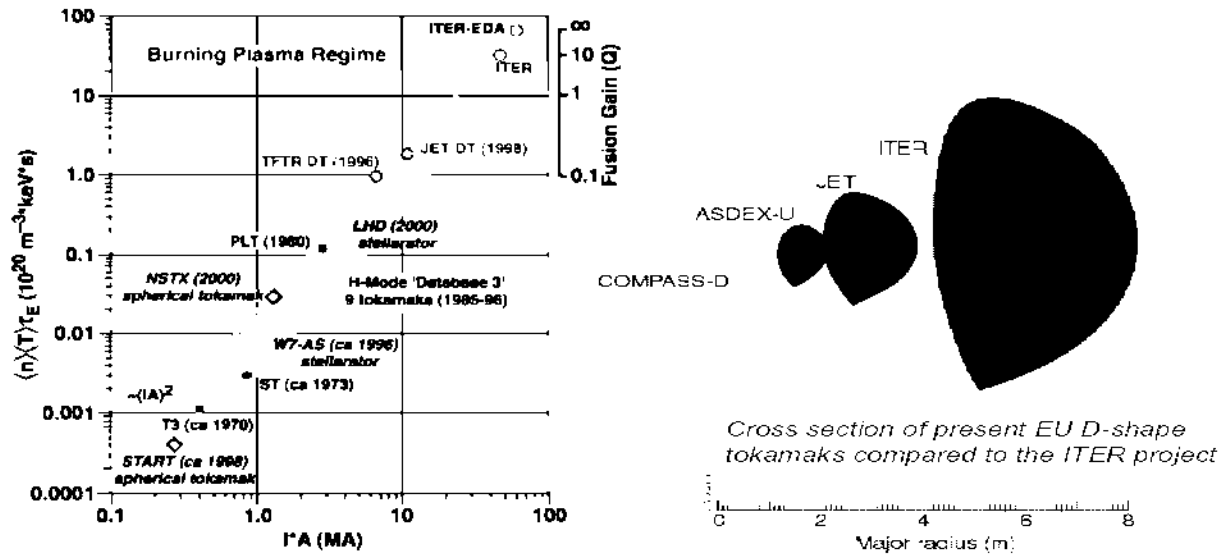 100
10
1.0
0.1
0.01
0.001
0.0001
⟨n⟩⟨T⟩τE (10²⁰ m⁻³•keV*s)
Burning Plasma Regime
ITER-EDA
ITER
TFTR DT (1996)
JET DT (1998)
PLT (1980)
LHD (2000)
stellarator
NSTX (2000)
spherical tokamak
H-Mode 'Database 3'
9 tokamaks (1985-96)
W7-AS (ca 1996)
stellarator
ST (ca 1973)
~(IA)²
T3 (ca 1970)
START (ca 1998)
spherical tokamak
0.1
1.0
10
100
I*A (MA)
∞
10
1
0.1
Fusion Gain (Q)
ITER
JET
ASDEX-U
COMPASS-D
Cross section of present EU D-shape
tokamaks compared to the ITER project
0 2 4 6 8
Major radius (m)